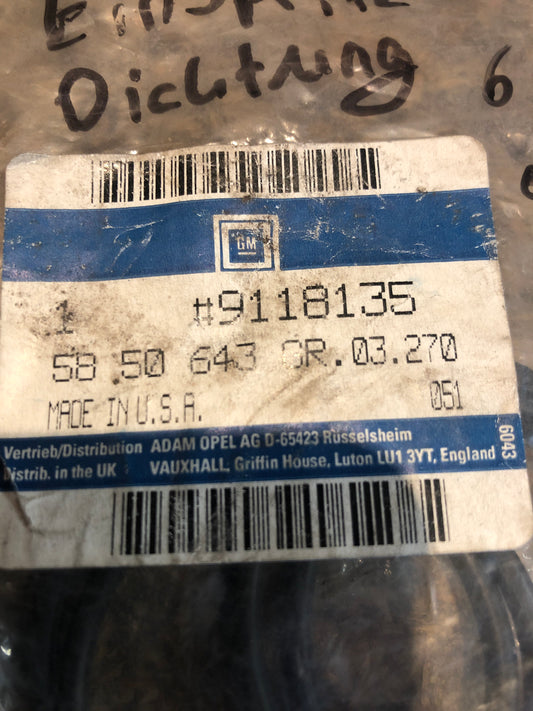 Dichtung 6
GM
1 #9118135
58 50 643 GR.03.270
MADE IN U.S.A. 051
Vertrieb/Distribution ADAM OPEL AG D-65423 Rüsselsheim
Distrib. in the UK VAUXHALL, Griffin House, Luton LU1 3YT, England
6043